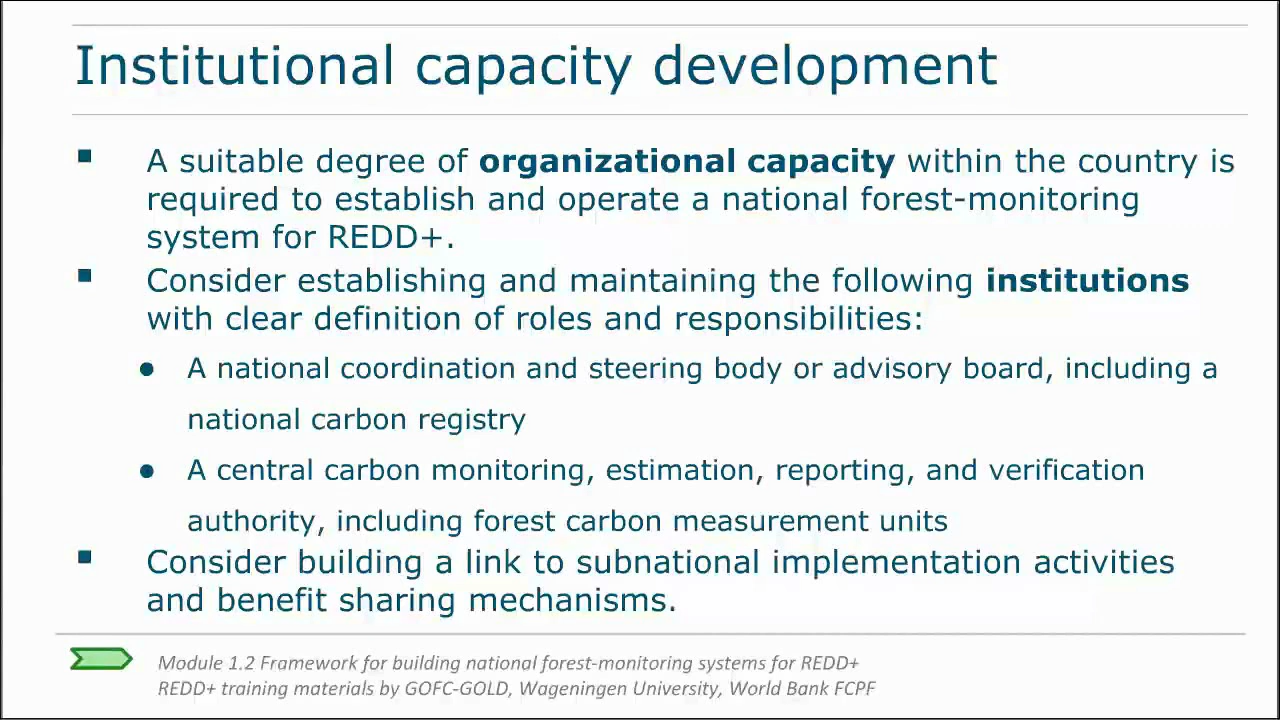 Institutional capacity development
▪ A suitable degree of organizational capacity within the country is
required to establish and operate a national forest-monitoring
system for REDD+.
▪ Consider establishing and maintaining the following institutions
with clear definition of roles and responsibilities:
● A national coordination and steering body or advisory board, including a
national carbon registry
● A central carbon monitoring, estimation, reporting, and verification
authority, including forest carbon measurement units
▪ Consider building a link to subnational implementation activities
and benefit sharing mechanisms.
Module 1.2 Framework for building national forest-monitoring systems for REDD+
REDD+ training materials by GOFC-GOLD, Wageningen University, World Bank FCPF